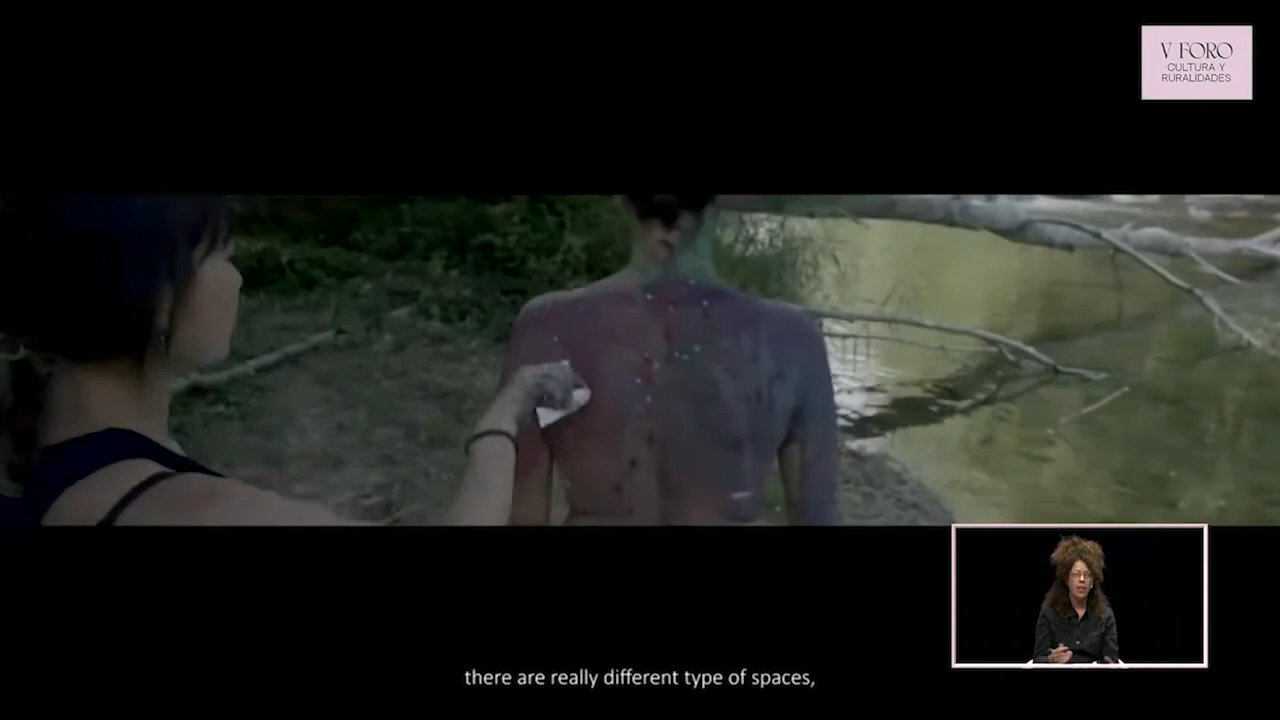 V FORO
CULTURA Y
RURALIDADES
there are really different type of spaces,